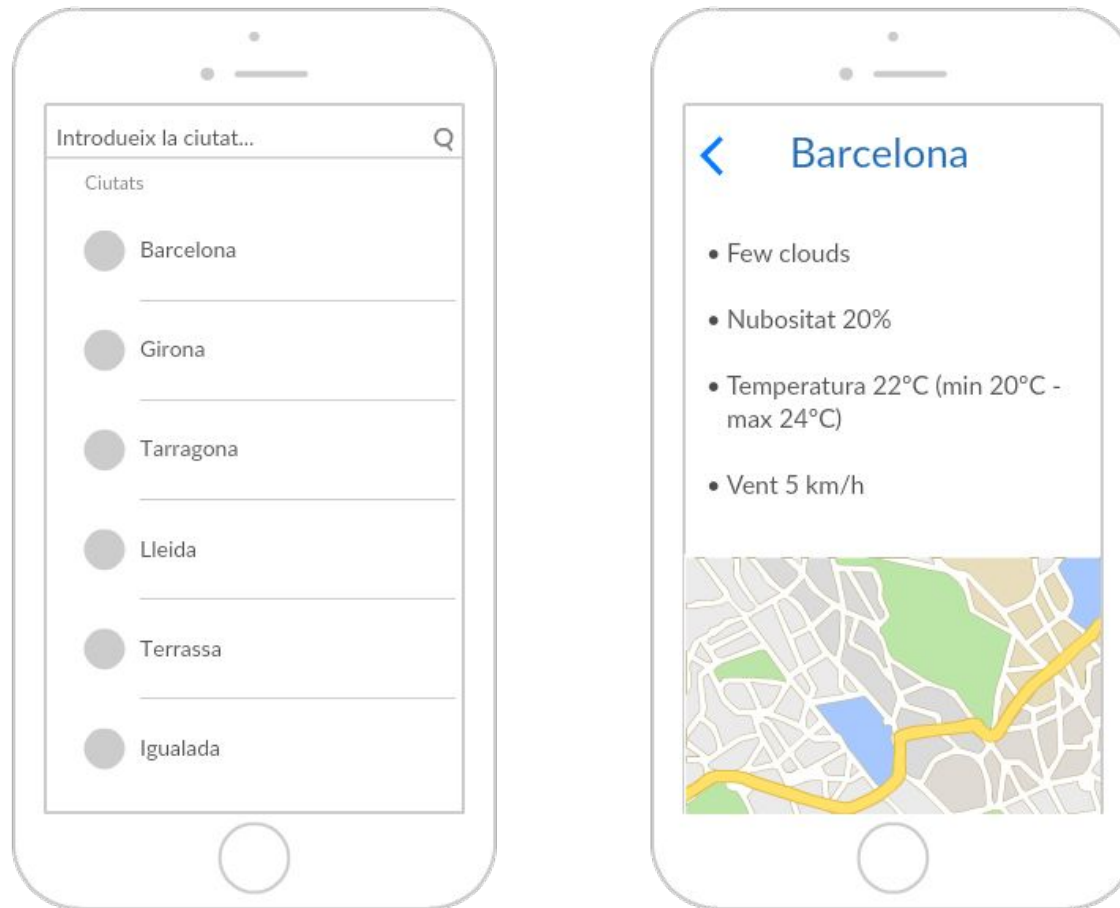 Introdueix la ciutat...
Ciutats
Barcelona
Girona
Tarragona
Lleida
Terrassa
Igualada
Barcelona
• Few clouds
• Nubositat 20%
• Temperatura 22°C (min 20°C -
max 24°C)
• Vent 5 km/h